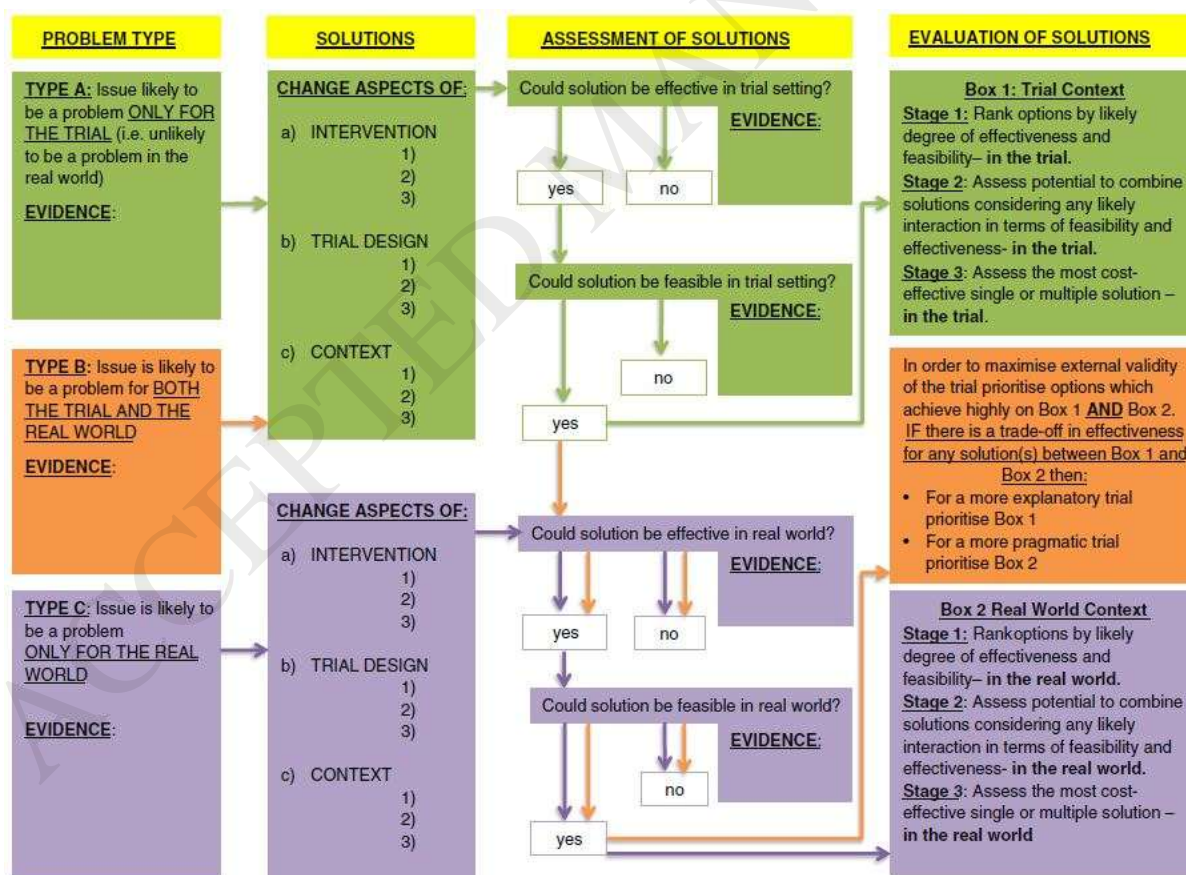 PROBLEM TYPE
SOLUTIONS
ASSESSMENT OF SOLUTIONS
EVALUATION OF SOLUTIONS
TYPE A: Issue likely to
be a problem ONLY FOR
THE TRIAL (i.e. unlikely
to be a problem in the
real world)
EVIDENCE:
CHANGE ASPECTS OF:
a) INTERVENTION
1)
2)
3)
b) TRIAL DESIGN
1)
2)
3)
c) CONTEXT
1)
2)
3)
Could solution be effective in trial setting?
EVIDENCE:
yes
no
Could solution be feasible in trial setting?
EVIDENCE:
no
yes
Box 1: Trial Context
Stage 1: Rank options by likely
degree of effectiveness and
feasibility– in the trial.
Stage 2: Assess potential to combine
solutions considering any likely
interaction in terms of feasibility and
effectiveness- in the trial.
Stage 3: Assess the most cost-
effective single or multiple solution –
in the trial.
TYPE B: Issue is likely to
be a problem for BOTH
THE TRIAL AND THE
REAL WORLD
EVIDENCE:
In order to maximise external validity
of the trial prioritise options which
achieve highly on Box 1 AND Box 2.
IF there is a trade-off in effectiveness
for any solution(s) between Box 1 and
Box 2 then:
• For a more explanatory trial
prioritise Box 1
• For a more pragmatic trial
prioritise Box 2
TYPE C: Issue is likely to
be a problem
ONLY FOR THE REAL
WORLD
EVIDENCE:
CHANGE ASPECTS OF:
a) INTERVENTION
1)
2)
3)
b) TRIAL DESIGN
1)
2)
3)
c) CONTEXT
1)
2)
3)
Could solution be effective in real world?
EVIDENCE:
yes
no
Could solution be feasible in real world?
EVIDENCE:
no
yes
Box 2 Real World Context
Stage 1: Rankoptions by likely
degree of effectiveness and
feasibility– in the real world.
Stage 2: Assess potential to combine
solutions considering any likely
interaction in terms of feasibility and
effectiveness- in the real world.
Stage 3: Assess the most cost-
effective single or multiple solution –
in the real world
ACCEPTED MAN